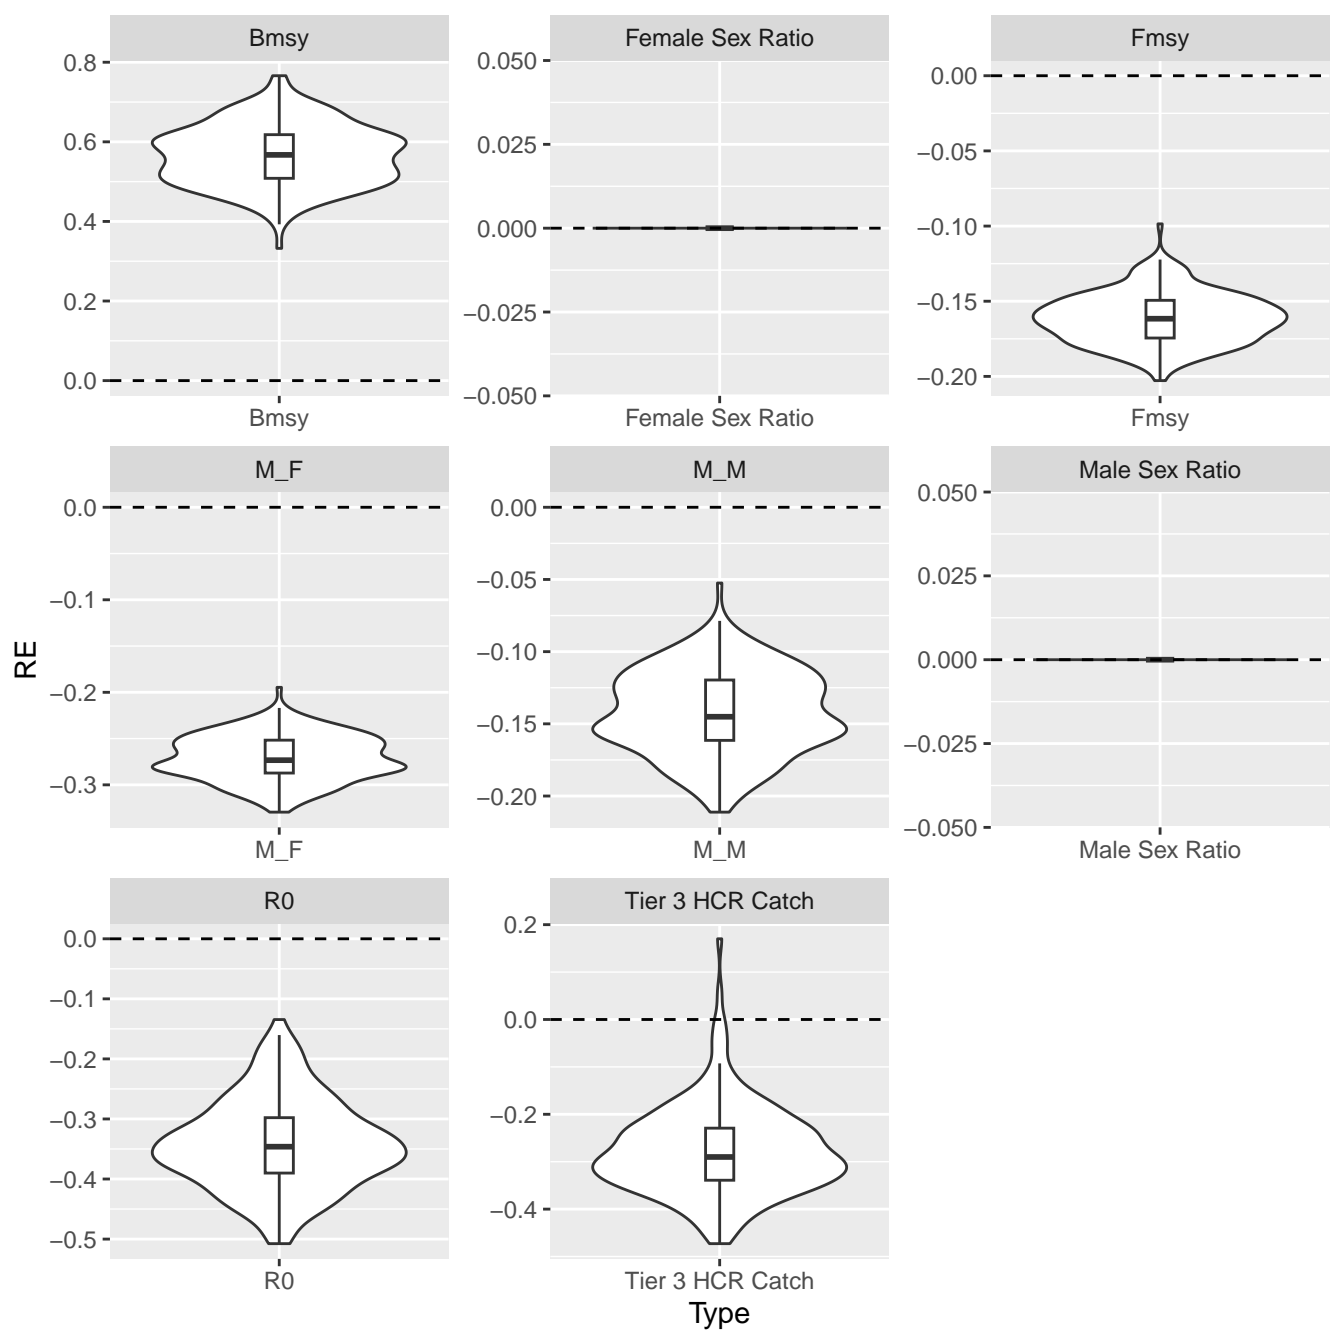 Bmsy
Female Sex Ratio
Fmsy
0.8
0.6
0.4
0.2
0.0
0.050
0.025
0.000
−0.025
−0.050
0.00
−0.05
−0.10
−0.15
−0.20
Bmsy
Female Sex Ratio
Fmsy
M_F
M_M
Male Sex Ratio
RE
0.0
−0.1
−0.2
−0.3
0.00
−0.05
−0.10
−0.15
−0.20
0.050
0.025
0.000
−0.025
−0.050
M_F
M_M
Male Sex Ratio
R0
Tier 3 HCR Catch
0.0
−0.1
−0.2
−0.3
−0.4
−0.5
0.2
0.0
−0.2
−0.4
R0
Tier 3 HCR Catch
Type